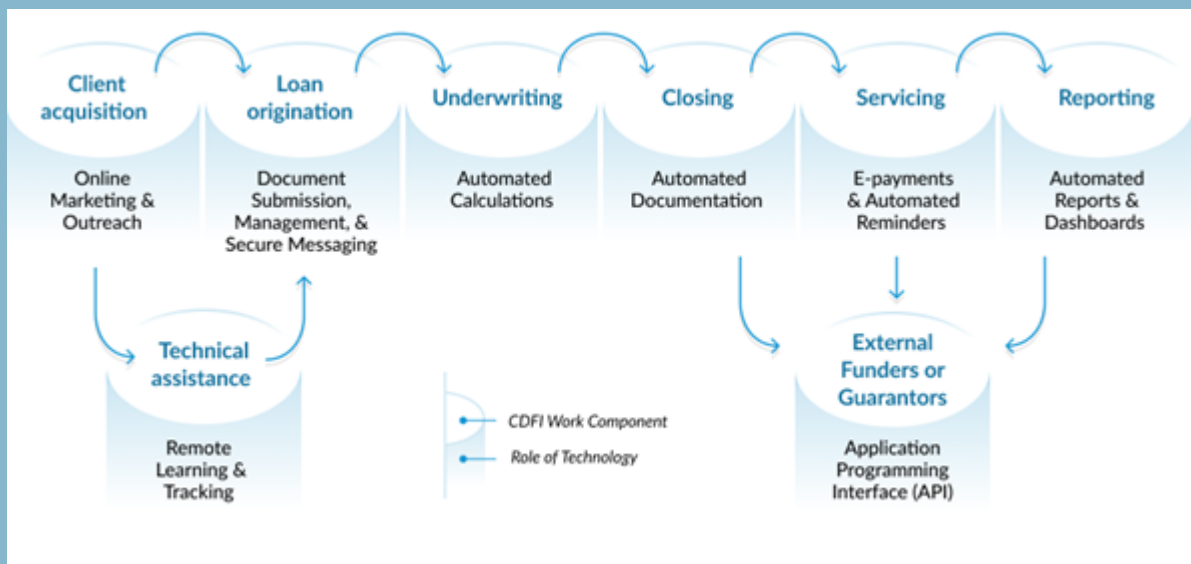 Client
acquisition
Online
Marketing &
Outreach
Loan
origination
Document
Submission,
Management, &
Secure Messaging
Underwriting
Automated
Calculations
Closing
Automated
Documentation
Servicing
E-payments
& Automated
Reminders
Reporting
Automated
Reports &
Dashboards
Technical
assistance
Remote
Learning &
Tracking
CDFI Work Component
Role of Technology
External
Funders or
Guarantors
Application
Programming
Interface (API)